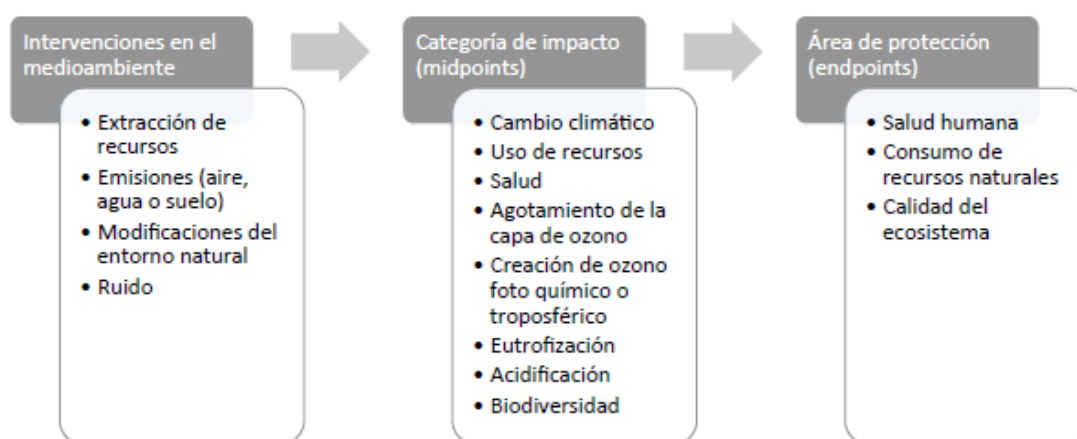 Intervenciones en el
medioambiente
• Extracción de
recursos
• Emisiones (aire,
agua o suelo)
• Modificaciones del
entorno natural
• Ruido
Categoría de impacto
(midpoints)
• Cambio climático
• Uso de recursos
• Salud
• Agotamiento de la
capa de ozono
• Creación de ozono
foto químico o
troposférico
• Eutrofización
• Acidificación
• Biodiversidad
Área de protección
(endpoints)
• Salud humana
• Consumo de
recursos naturales
• Calidad del
ecosistema